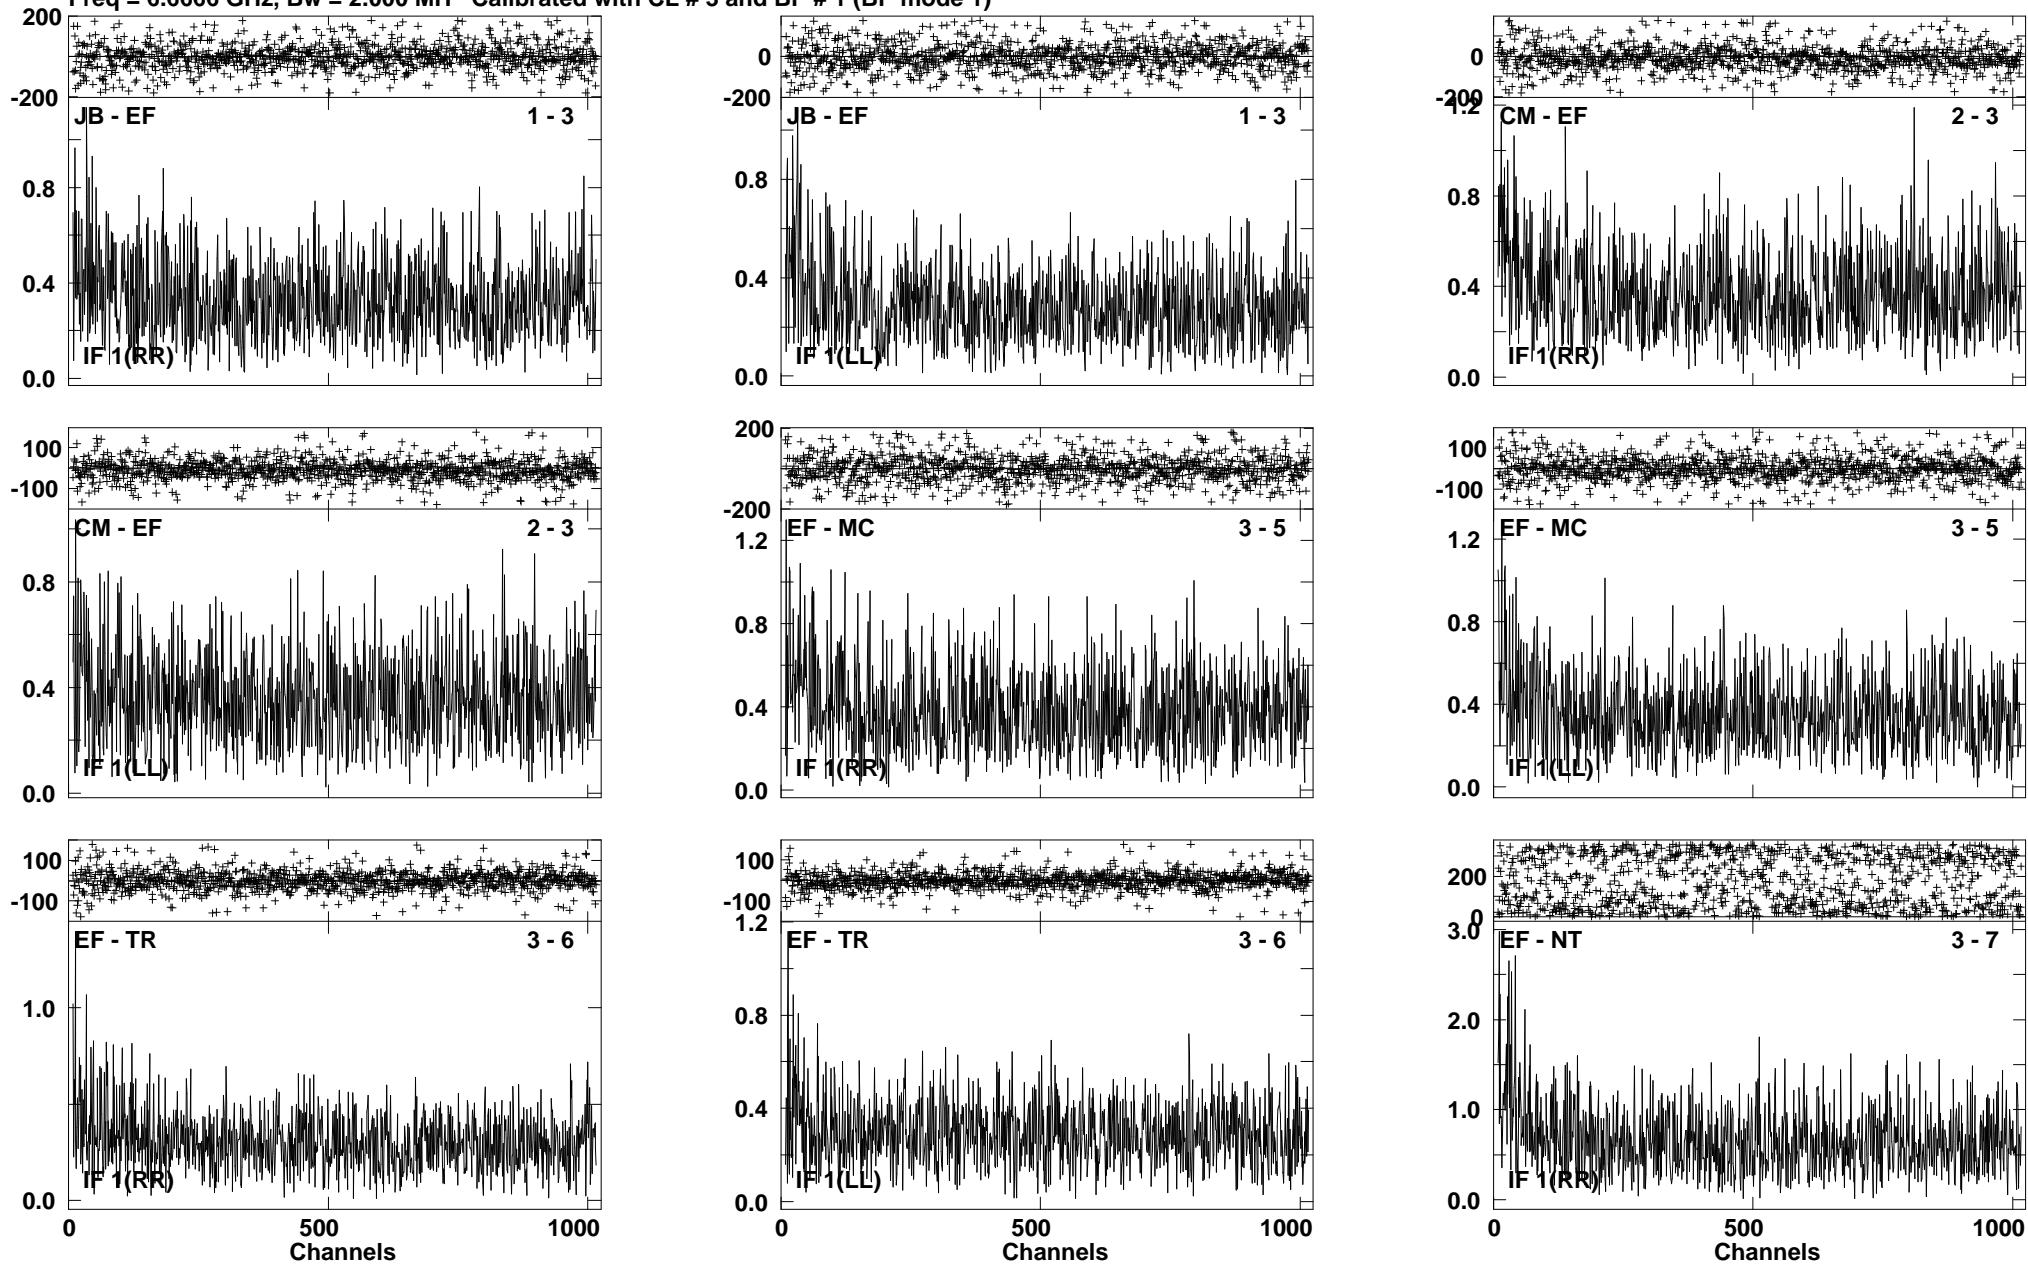 Freq = GHz, Bw = 2.000 MH Calibrated with CL # 3 and BP # 1 (BP mode 1)
200
-200
0
-200
0
-200
JB - EF 1 - 3
0.8
0.4
0.0
IF 1(RR)
JB - EF 1 - 3
0.8
0.4
0.0
IF 1(LL)
1.2
CM - EF 2 - 3
0.8
0.4
0.0
IF 1(RR)
100
-100
200
-200
100
-100
CM - EF 2 - 3
0.8
0.4
0.0
IF 1(LL)
EF - MC 3 - 5
1.2
0.8
0.4
0.0
IF 1(RR)
EF - MC 3 - 5
1.2
0.8
0.4
0.0
IF 1(LL)
100
-100
100
-100
200
0
EF - TR 3 - 6
1.0
0.0
IF 1(RR)
1.2
EF - TR 3 - 6
0.8
0.4
0.0
IF 1(LL)
3.0
EF - NT 3 - 7
2.0
1.0
0.0
IF 1(RR)
0 500 1000
Channels
0 500 1000
Channels
0 500 1000
Channels